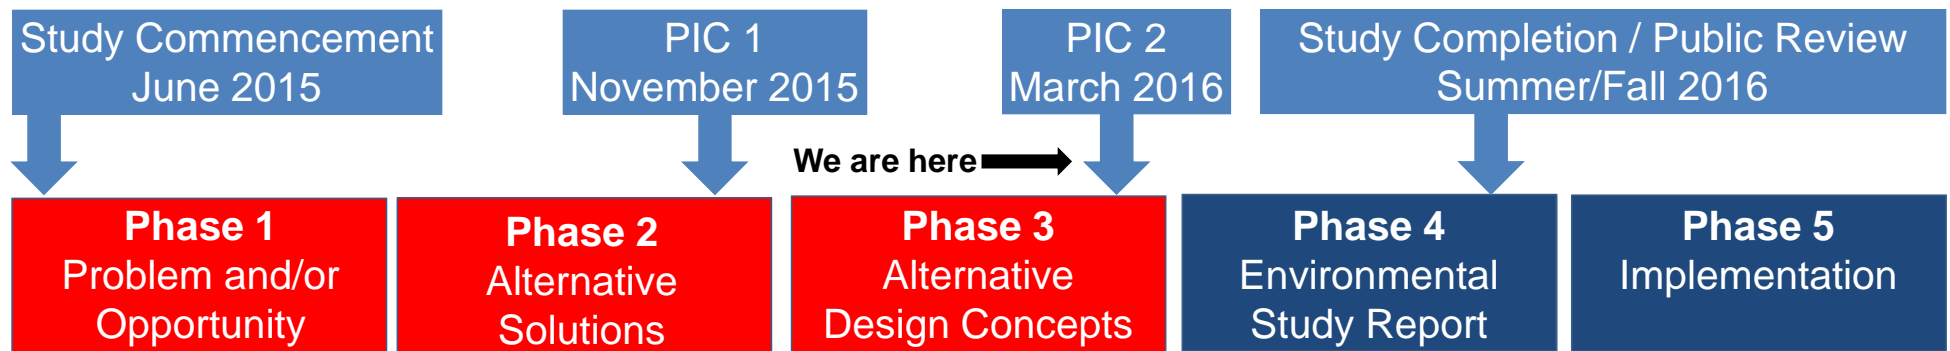 Study Commencement
June 2015
PIC 1
November 2015
PIC 2
March 2016
Study Completion / Public Review
Summer/Fall 2016
We are here
Phase 1
Problem and/or
Opportunity
Phase 2
Alternative
Solutions
Phase 3
Alternative
Design Concepts
Phase 4
Environmental
Study Report
Phase 5
Implementation